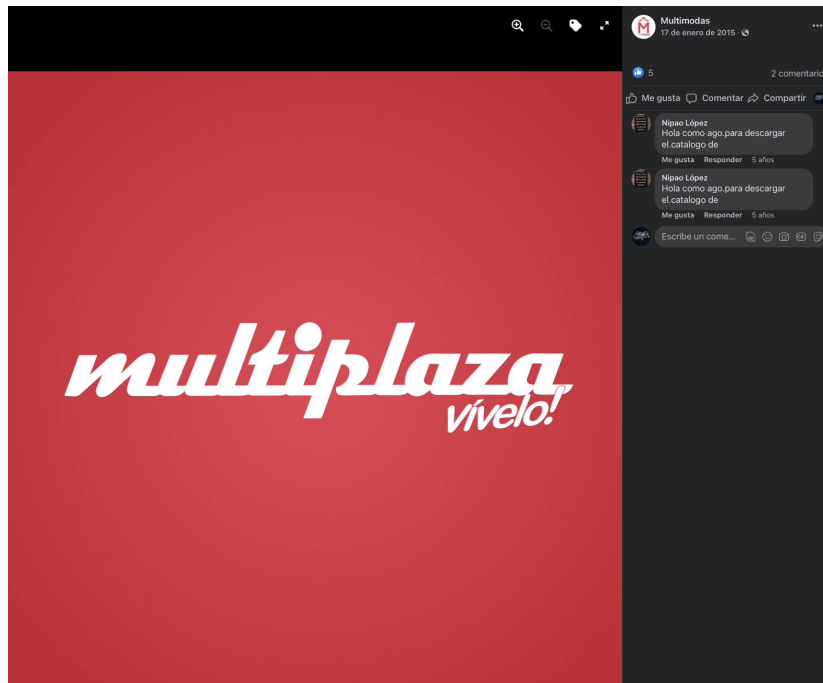 Multimodas
17 de enero de 2015 ·
5
2 comentario
Me gusta
Comentar
Compartir
Nipao López
Hola como ago.para descargar
el.catalogo de
Me gusta Responder 5 años
Nipao López
Hola como ago.para descargar
el.catalogo de
Me gusta Responder 5 años
Escribe un come...
GIF
multiplaza
vívelo!